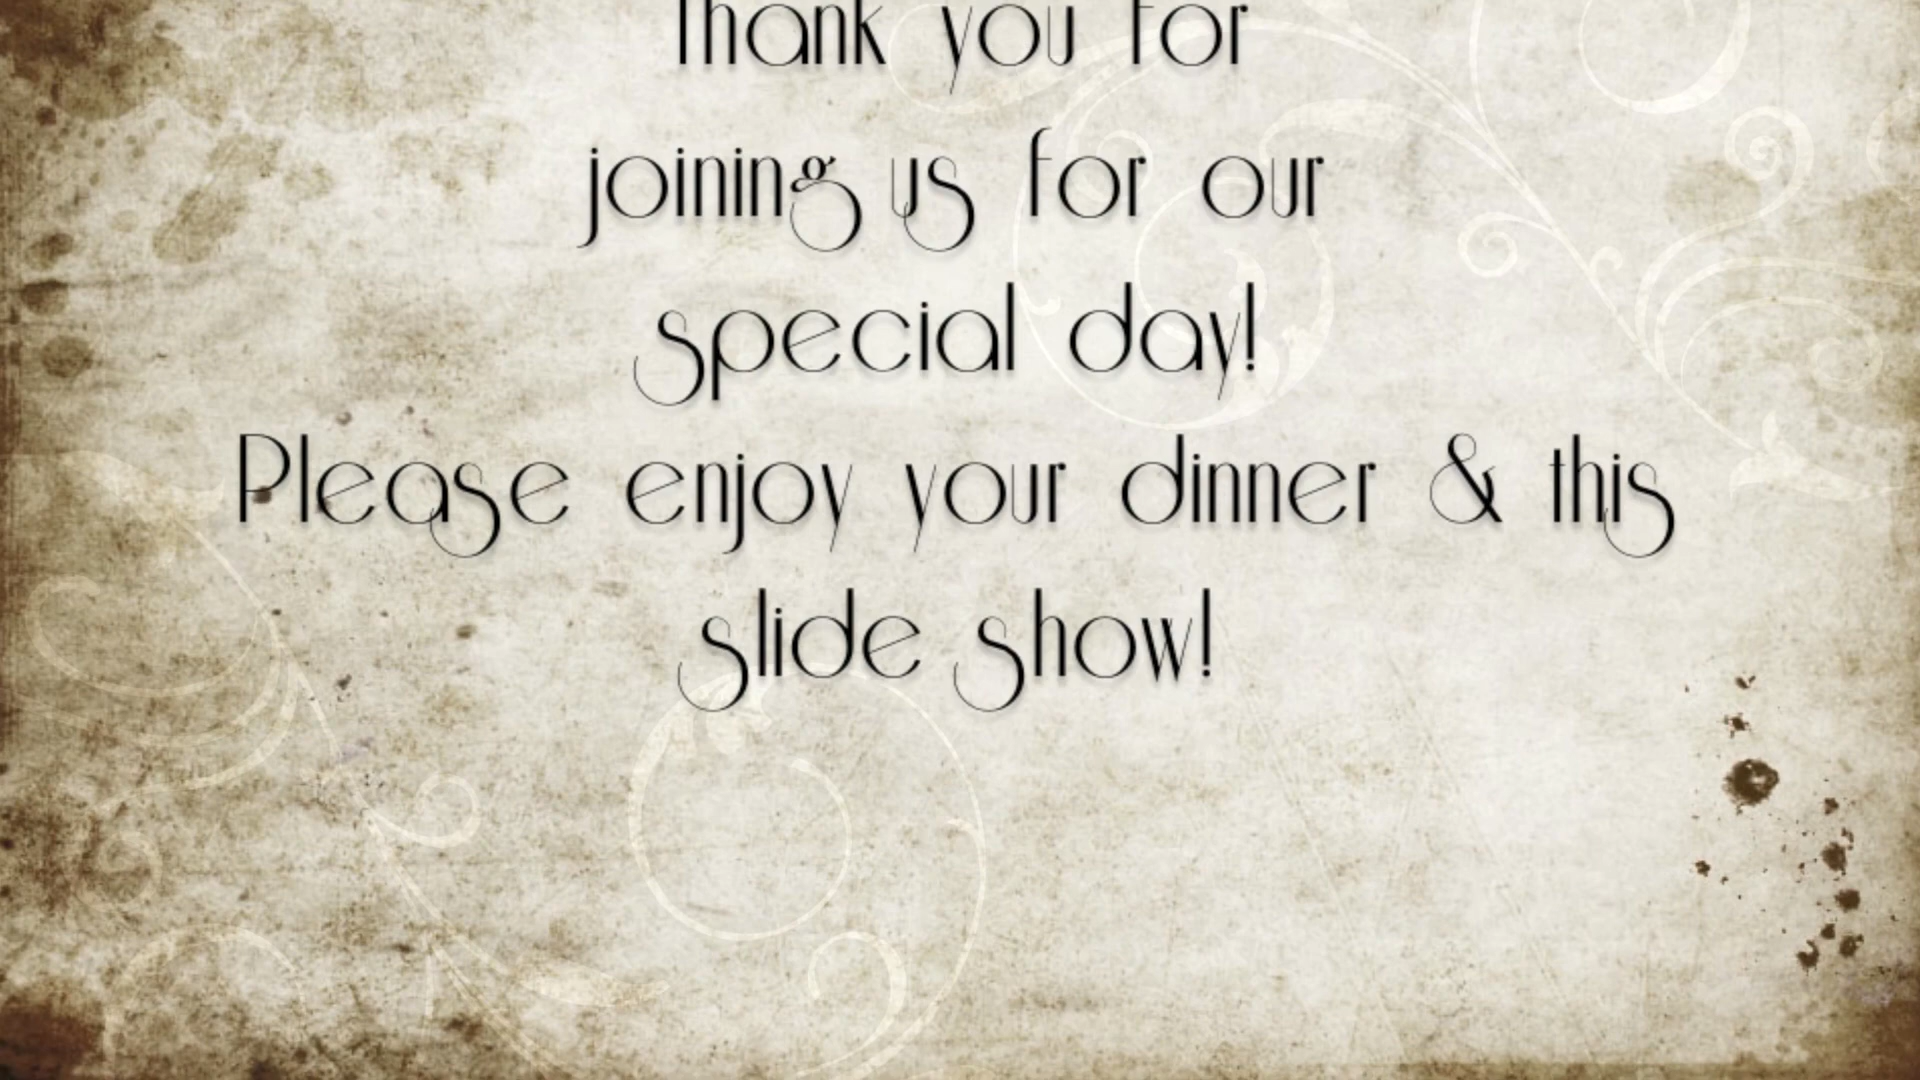 Thank you for
joining us for our
special day!
Please enjoy your dinner & this
slide show!